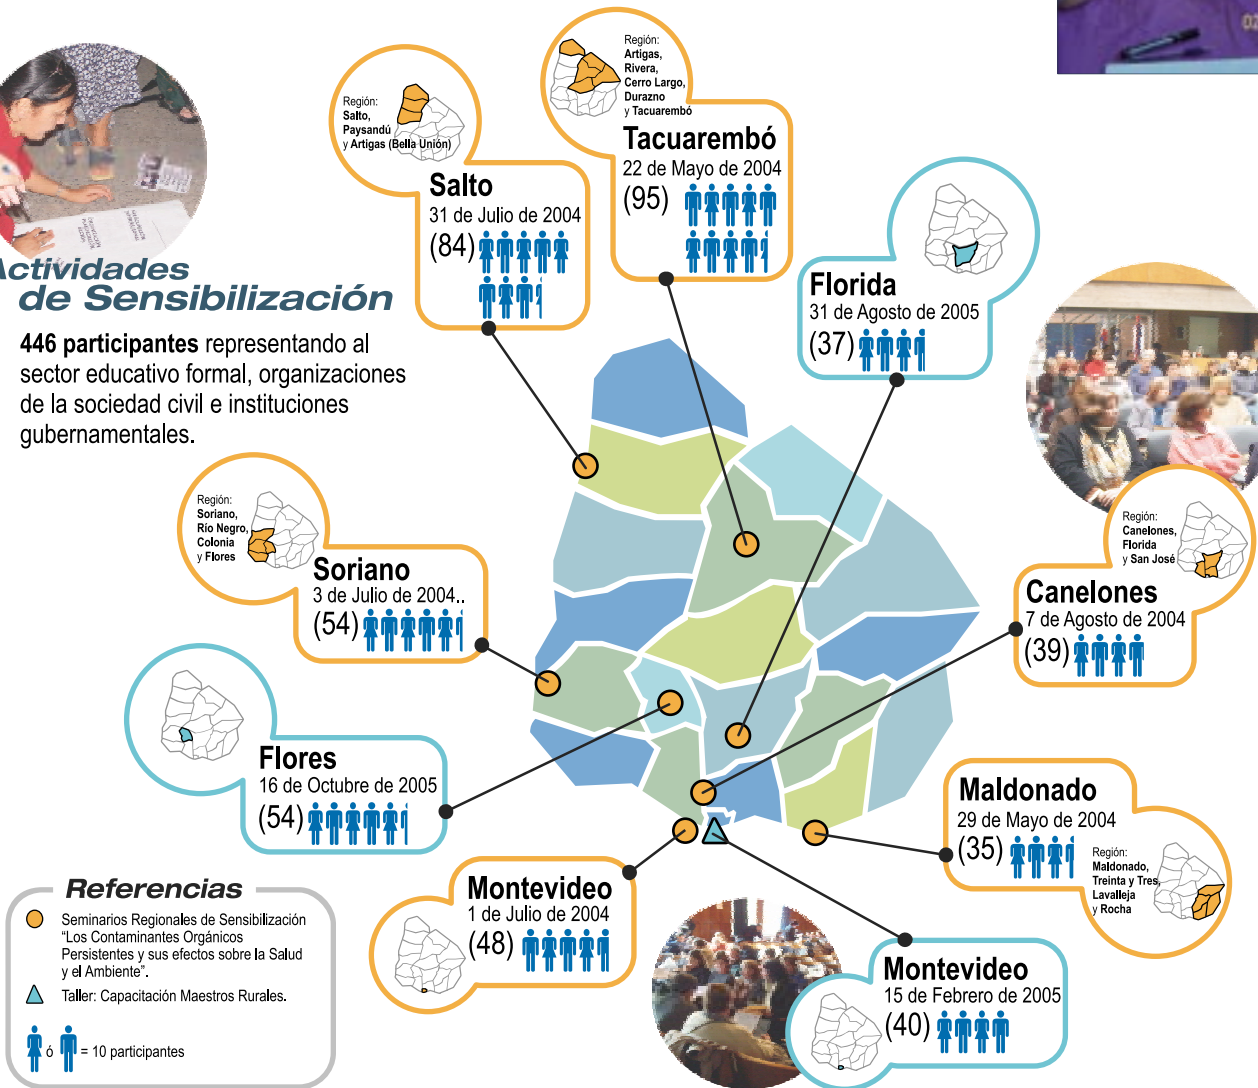 Región:
Artigas,
Rivera,
Cerro Largo,
Durazno
y Tacuarembó
Tacuarembó
22 de Mayo de 2004
(95)
Región:
Salto,
Paysandú
y Artigas (Bella Unión)
Salto
31 de Julio de 2004
(84)
Florida
31 de Agosto de 2005
(37)
Actividades
de Sensibilización
446 participantes representando al
sector educativo formal, organizaciones
de la sociedad civil e instituciones
gubernamentales.
Región:
Soriano,
Río Negro,
Colonia
y Flores
Soriano
3 de Julio de 2004..
(54)
Región:
Canelones,
Florida
y San José
Canelones
7 de Agosto de 2004
(39)
Flores
16 de Octubre de 2005
(54)
Maldonado
29 de Mayo de 2004
(35)
Región:
Maldonado,
Treinta y Tres,
Lavalleja
y Rocha
Montevideo
1 de Julio de 2004
(48)
Montevideo
15 de Febrero de 2005
(40)
Referencias
Seminarios Regionales de Sensibilización
“Los Contaminantes Orgánicos
Persistentes y sus efectos sobre la Salud
y el Ambiente”.
Taller: Capacitación Maestros Rurales.
ó = 10 participantes